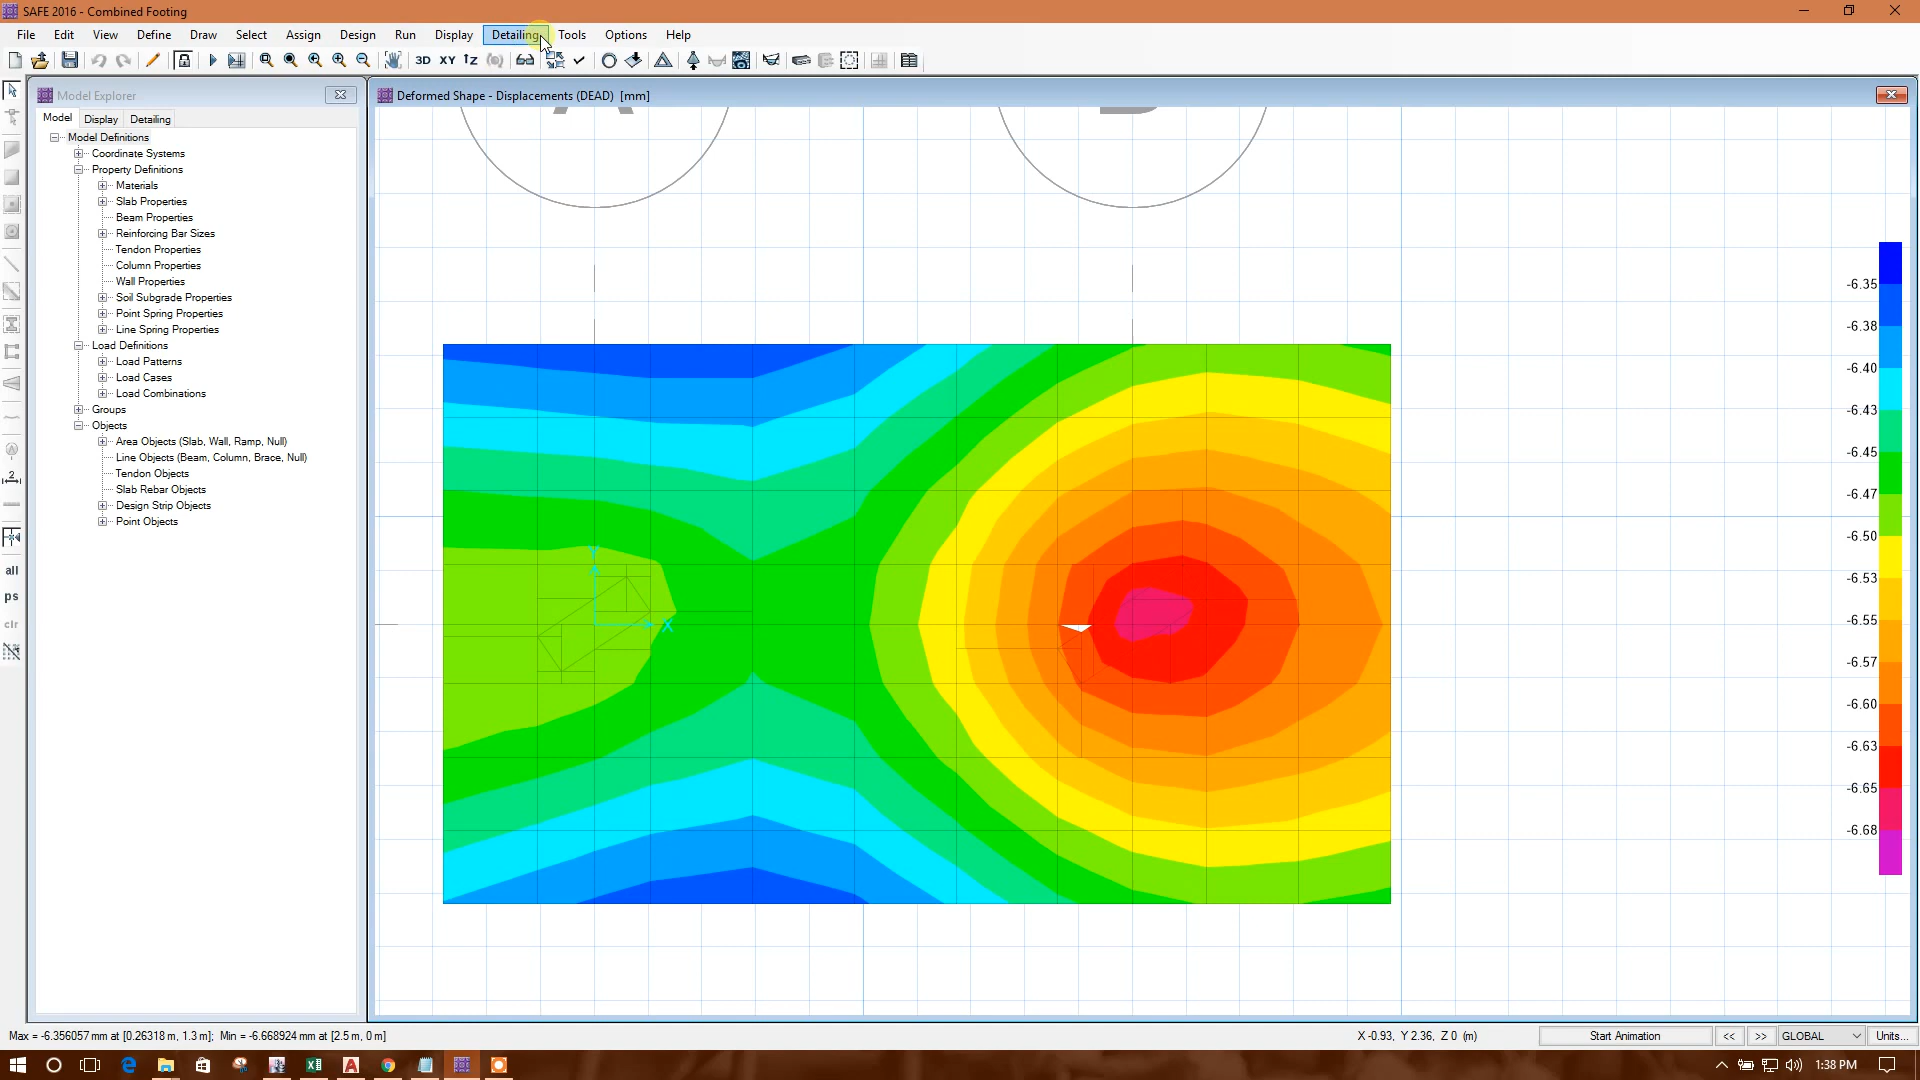 SAFE 2016 - Combined Footing
File Edit View Define Draw Select Assign Design Run Display Detailing Tools Options Help
3D XY
Model Explorer
Deformed Shape - Displacements (DEAD) [mm]
Model Display Detailing
Model Definitions
Coordinate Systems
Property Definitions
Materials
Slab Properties
Beam Properties
Reinforcing Bar Sizes
Tendon Properties
Column Properties
Wall Properties
Soil Subgrade Properties
Point Spring Properties
Line Spring Properties
Load Definitions
Load Patterns
Load Cases
Load Combinations
Groups
Objects
Area Objects (Slab, Wall, Ramp, Null)
Line Objects (Beam, Column, Brace, Null)
Tendon Objects
Slab Rebar Objects
Design Strip Objects
Point Objects
all
ps
clr
Y
X
-6.35
-6.38
-6.40
-6.43
-6.45
-6.47
-6.50
-6.53
-6.55
-6.57
-6.60
-6.63
-6.65
-6.68
Max = -6.356057 mm at [0.26318 m, 1.3 m]; Min = -6.668924 mm at [2.5 m, 0 m]
X -0.93, Y 2.36, Z 0 (m)
Start Animation
<< >>
GLOBAL
Units...
1:38 PM